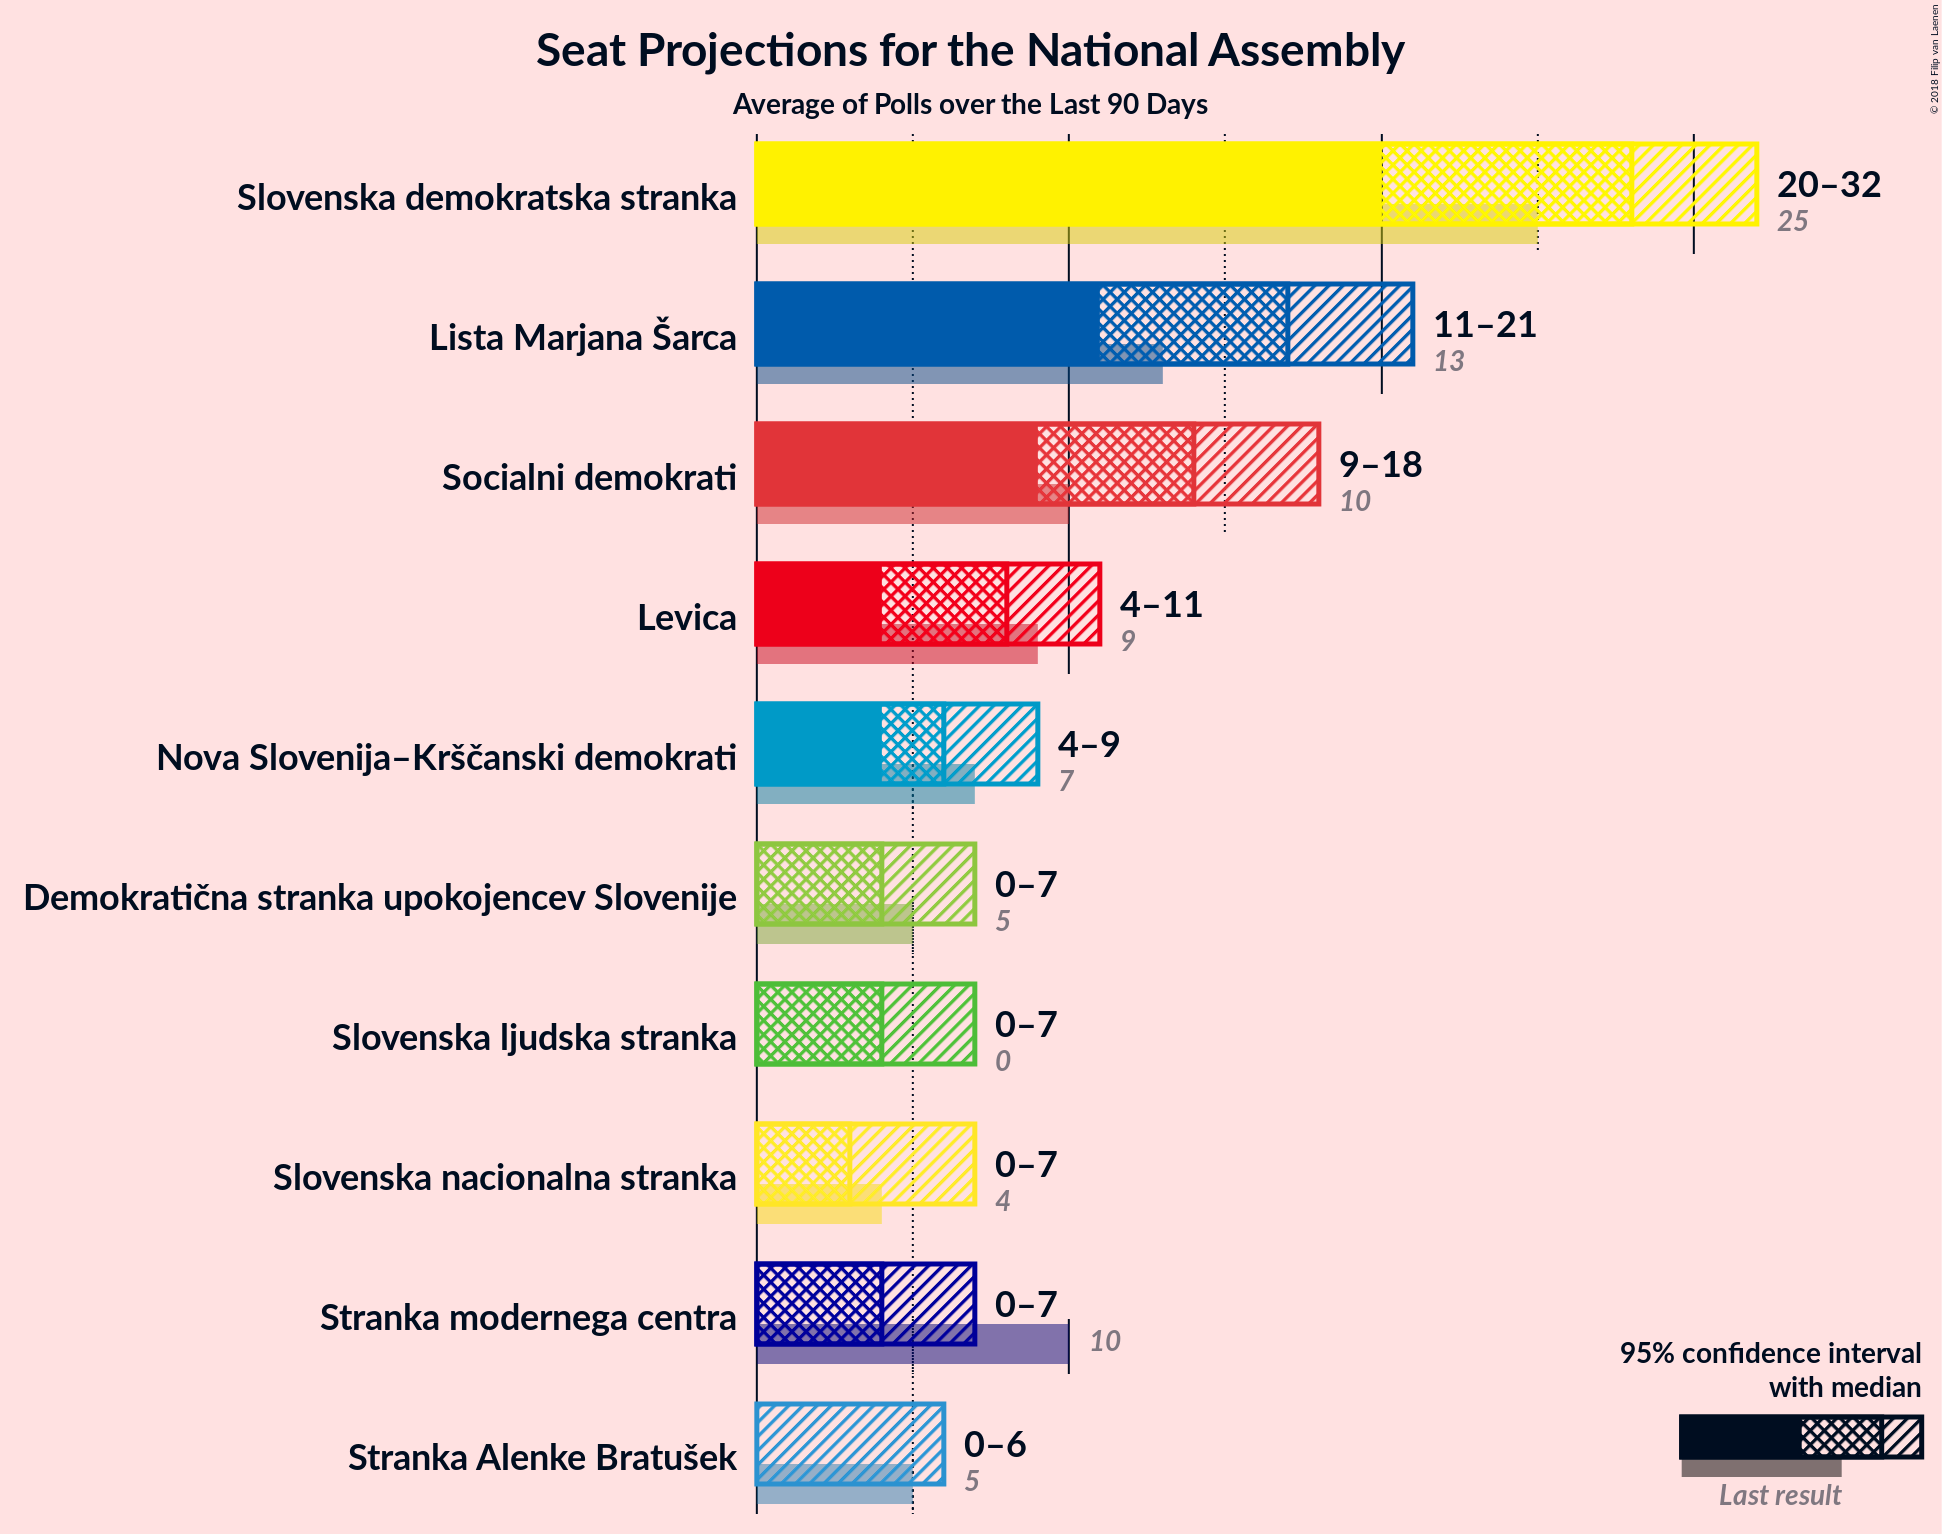 Seat Projections for the National Assembly
Average of Polls over the Last 90 Days
© 2018 Filip van Laenen
Slovenska demokratska stranka
20–32
25
Lista Marjana Šarca
11–21
13
Socialni demokrati
9–18
10
Levica
4–11
9
Nova Slovenija–Krščanski demokrati
4–9
7
Demokratična stranka upokojencev Slovenije
0–7
5
Slovenska ljudska stranka
0–7
0
Slovenska nacionalna stranka
0–7
4
Stranka modernega centra
0–7
10
Stranka Alenke Bratušek
0–6
5
95% confidence interval
with median
Last result